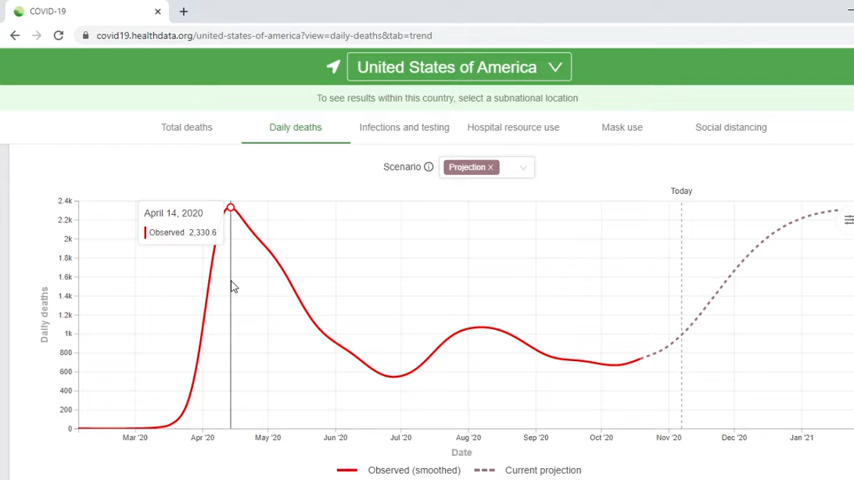 COVID-19
covid19.healthdata.org/united-states-of-america?view=daily-deaths&tab=trend
United States of America
To see results within this country, select a subnational location
Total deaths Daily deaths Infections and testing Hospital resource use Mask use Social distancing
Scenario Projection
Today
April 14, 2020
Observed 2,330.6
2.4k
2.2k
2k
1.8k
1.6k
1.4k
1.2k
1k
800
600
400
200
0
Daily deaths
Mar '20 Apr '20 May '20 Jun '20 Jul '20 Aug '20 Sep '20 Oct '20 Nov '20 Dec '20 Jan '21
Date
Observed (smoothed) Current projection